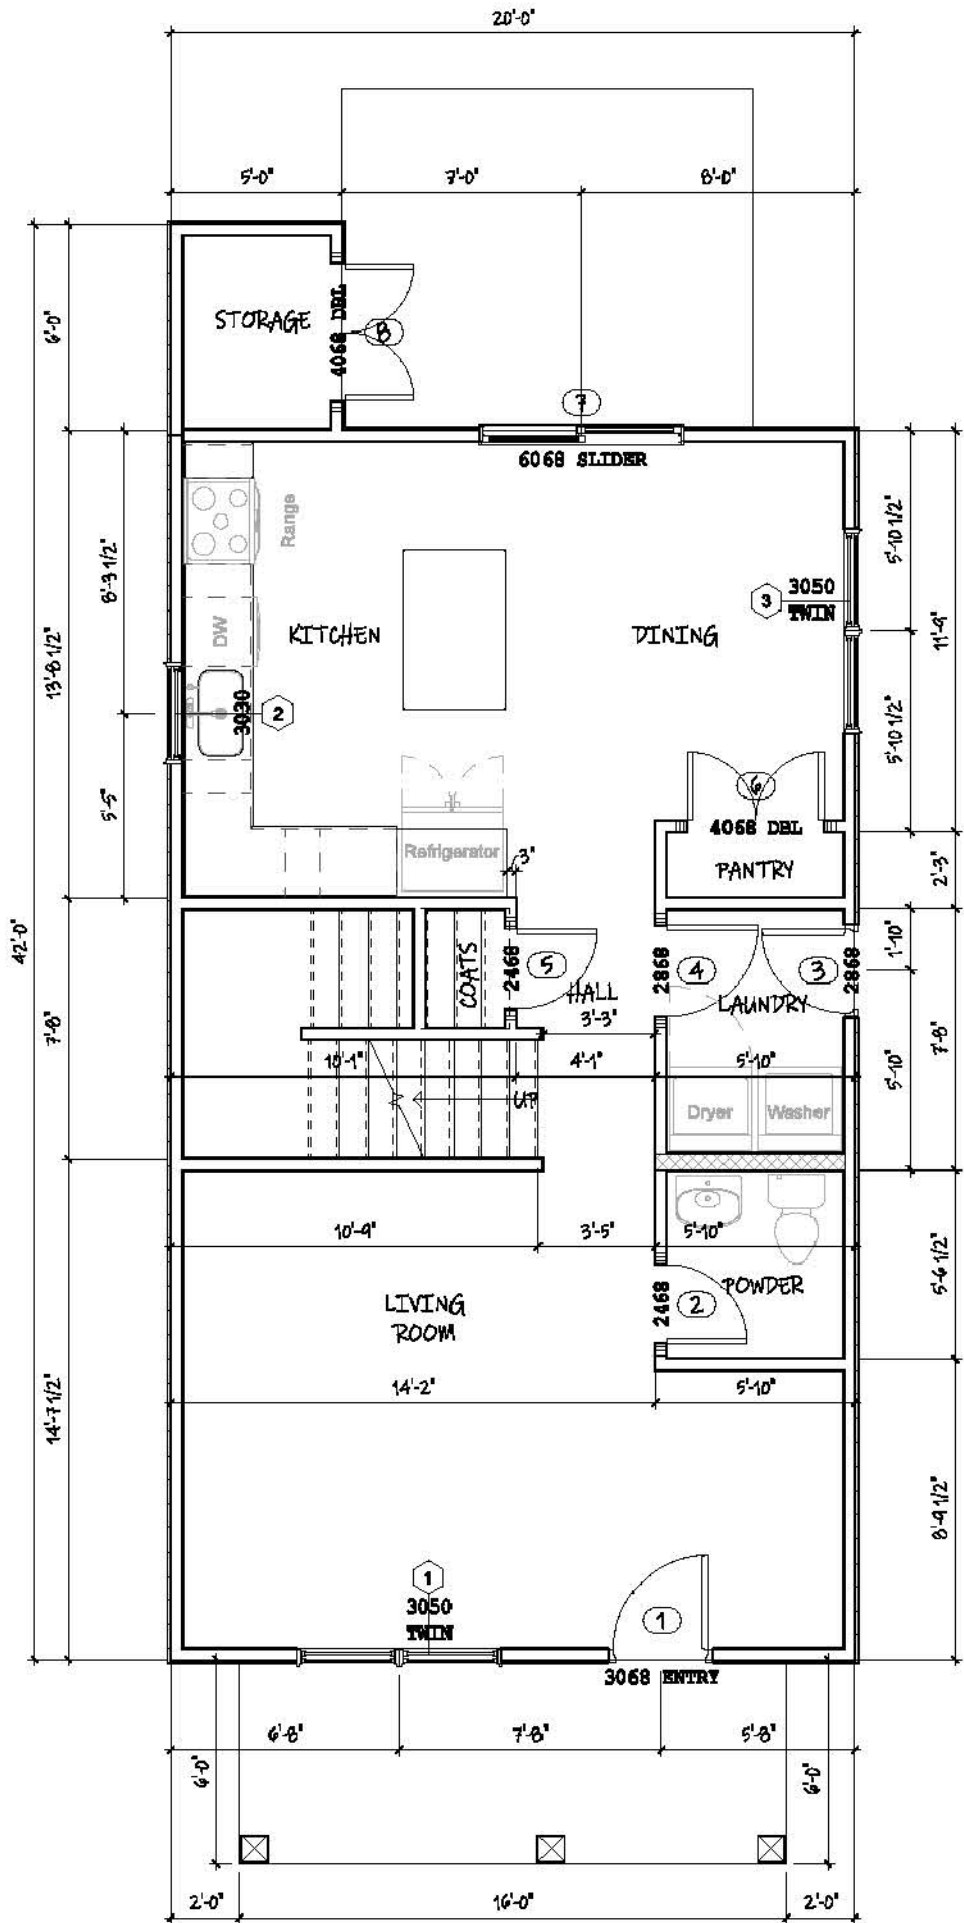 20'-0"
5'-0"
7'-0"
8'-0"
6'-0"
STORAGE
4068 DBL
8
7
6068 SLIDER
Range
8'-3 1/2"
5'-10 1/2"
3
3050
TWIN
DW
KITCHEN
DINING
11'-9"
13'-8 1/2"
3030
2
5'-10 1/2"
5'-5"
6
4068 DBL
Refrigerator
3"
PANTRY
2'-3"
42'-0"
COATS
2468
5
HALL
3'-3"
2868
4
3
2868
LAUNDRY
1'-10"
7'-8"
7'-8"
10'-1"
4'-1"
5'-10"
5'-10"
UP
Dryer
Washer
10'-9"
3'-5"
5'-10"
5'-6 1/2"
LIVING
ROOM
2468
2
POWDER
14'-2"
5'-10"
14'-7 1/2"
8'-9 1/2"
1
3050
TWIN
1
3068 ENTRY
6'-8"
7'-8"
5'-8"
6'-0"
6'-0"
2'-0"
16'-0"
2'-0"